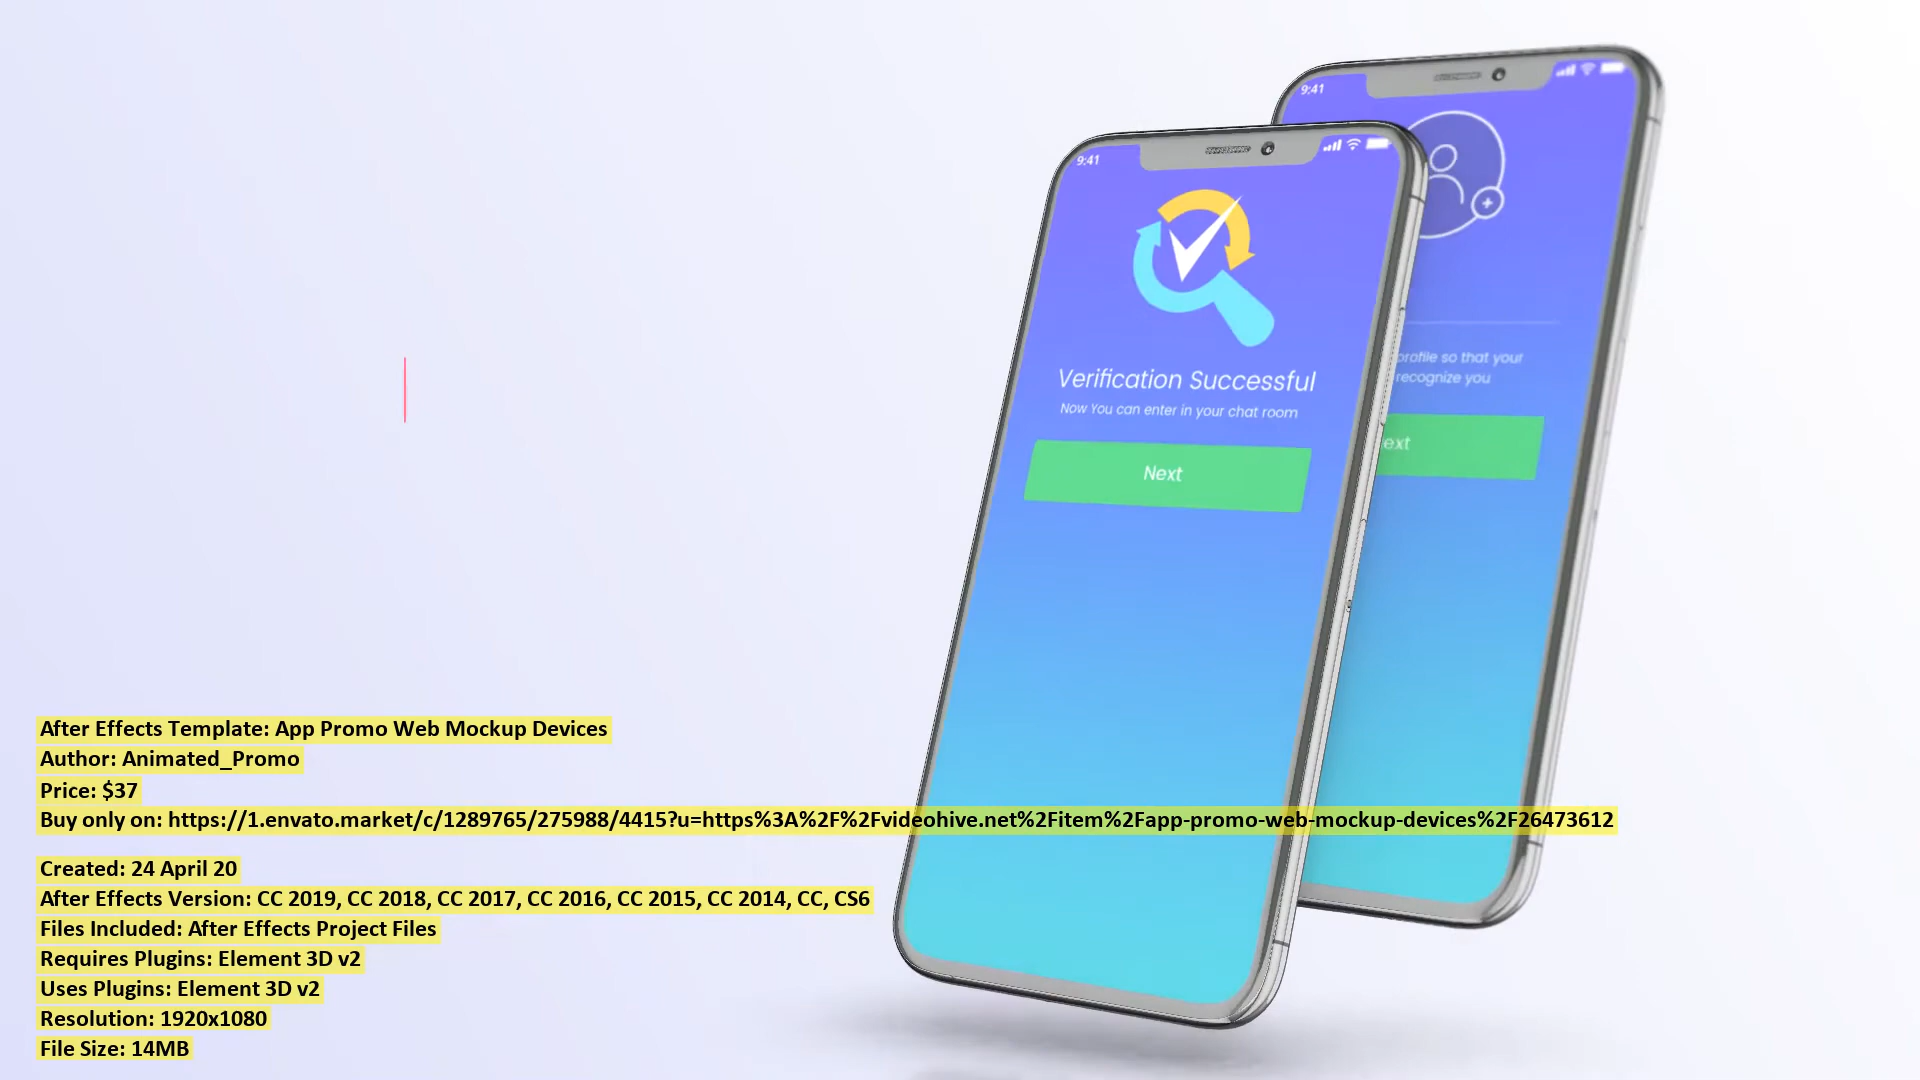 9:41
9:41
Verification Successful
Now You can enter in your chat room
Next
profile so that your
recognize you
ext
After Effects Template: App Promo Web Mockup Devices
Author: Animated_Promo
Price: $37
Buy only on: https://1.envato.market/c/1289765/275988/4415?u=https%3A%2F%2Fvideohive.net%2Fitem%2Fapp-promo-web-mockup-devices%2F26473612
Created: 24 April 20
After Effects Version: CC 2019, CC 2018, CC 2017, CC 2016, CC 2015, CC 2014, CC, CS6
Files Included: After Effects Project Files
Requires Plugins: Element 3D v2
Uses Plugins: Element 3D v2
Resolution: 1920x1080
File Size: 14MB